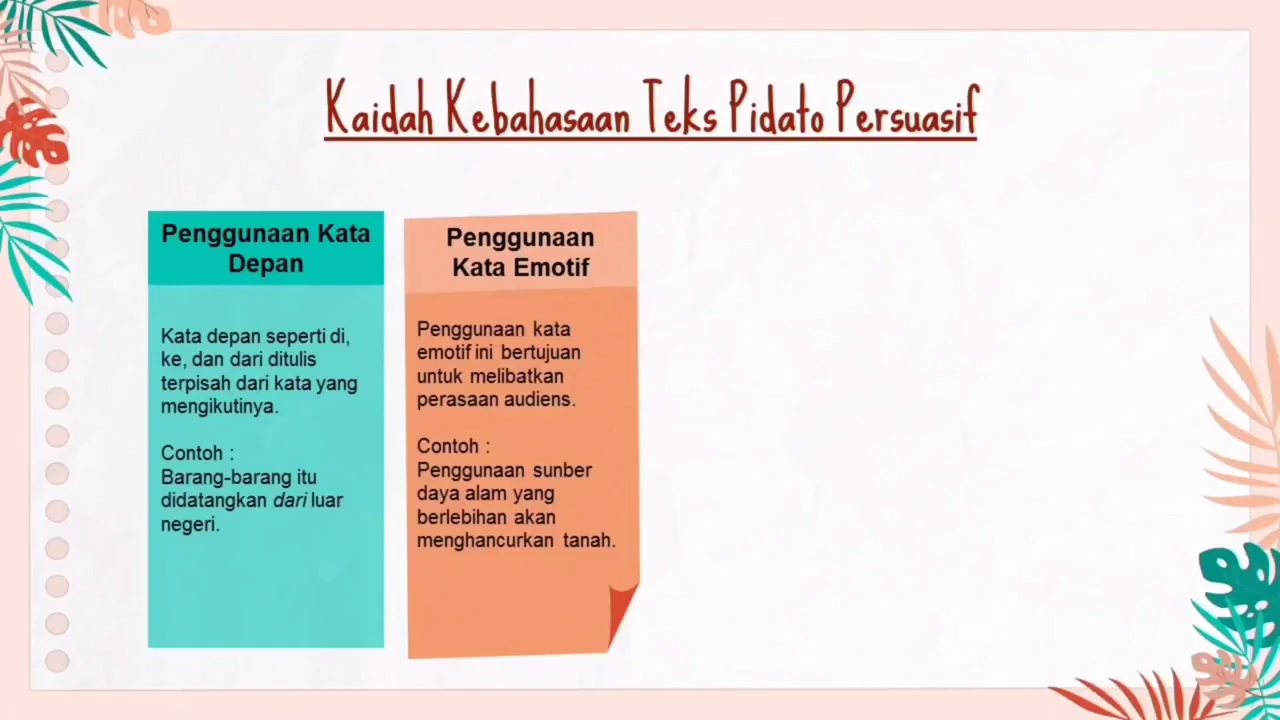 Kaidah Kebahasaan Teks Pidato Persuasif
Penggunaan Kata
Depan
Kata depan seperti di,
ke, dan dari ditulis
terpisah dari kata yang
mengikutinya.
Contoh :
Barang-barang itu
didatangkan dari luar
negeri.
Penggunaan
Kata Emotif
Penggunaan kata
emotif ini bertujuan
untuk melibatkan
perasaan audiens.
Contoh :
Penggunaan sunber
daya alam yang
berlebihan akan
menghancurkan tanah.